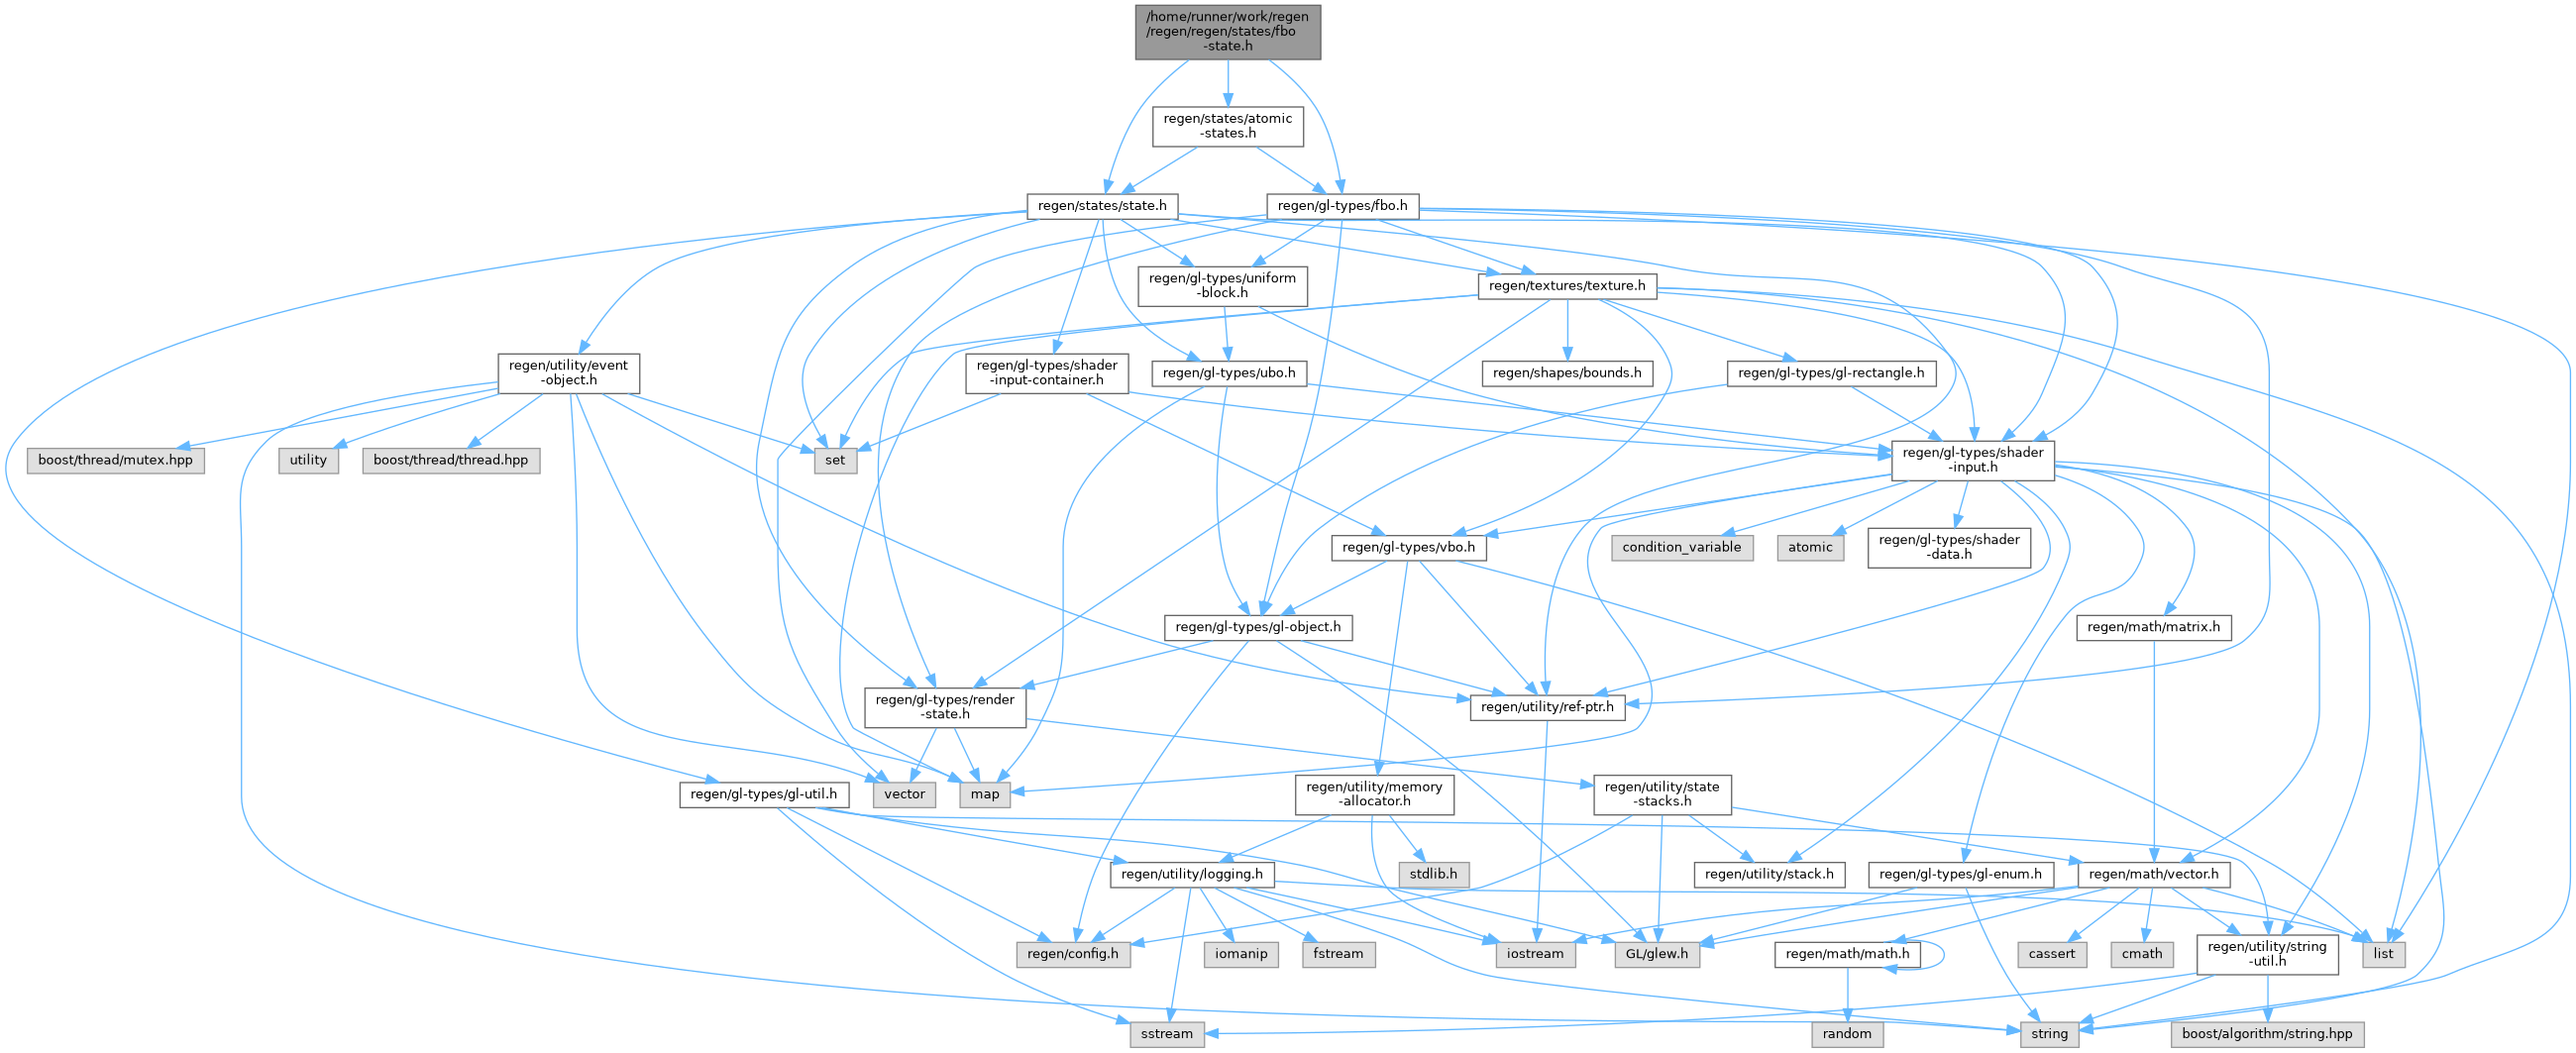 /home/runner/work/regen
/regen/regen/states/fbo
-state.h
regen/states/atomic
-states.h
regen/states/state.h
regen/gl-types/fbo.h
regen/gl-types/uniform
-block.h
regen/textures/texture.h
regen/utility/event
-object.h
regen/gl-types/shader
-input-container.h
regen/gl-types/ubo.h
regen/shapes/bounds.h
regen/gl-types/gl-rectangle.h
boost/thread/mutex.hpp
utility
boost/thread/thread.hpp
set
regen/gl-types/shader
-input.h
regen/gl-types/vbo.h
condition_variable
atomic
regen/gl-types/shader
-data.h
regen/gl-types/gl-object.h
regen/math/matrix.h
regen/gl-types/render
-state.h
regen/utility/ref-ptr.h
regen/gl-types/gl-util.h
vector
map
regen/utility/memory
-allocator.h
regen/utility/state
-stacks.h
regen/utility/logging.h
stdlib.h
regen/utility/stack.h
regen/gl-types/gl-enum.h
regen/math/vector.h
regen/config.h
iomanip
fstream
iostream
GL/glew.h
regen/math/math.h
cassert
cmath
regen/utility/string
-util.h
list
sstream
random
string
boost/algorithm/string.hpp